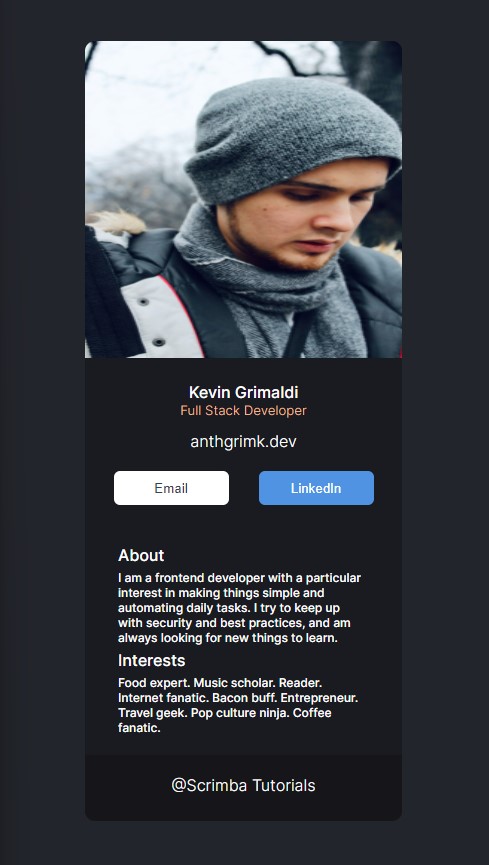 Kevin Grimaldi
Full Stack Developer
anthgrimk.dev
Email LinkedIn
About
I am a frontend developer with a particular
interest in making things simple and
automating daily tasks. I try to keep up
with security and best practices, and am
always looking for new things to learn.
Interests
Food expert. Music scholar. Reader.
Internet fanatic. Bacon buff. Entrepreneur.
Travel geek. Pop culture ninja. Coffee
fanatic.
@Scrimba Tutorials